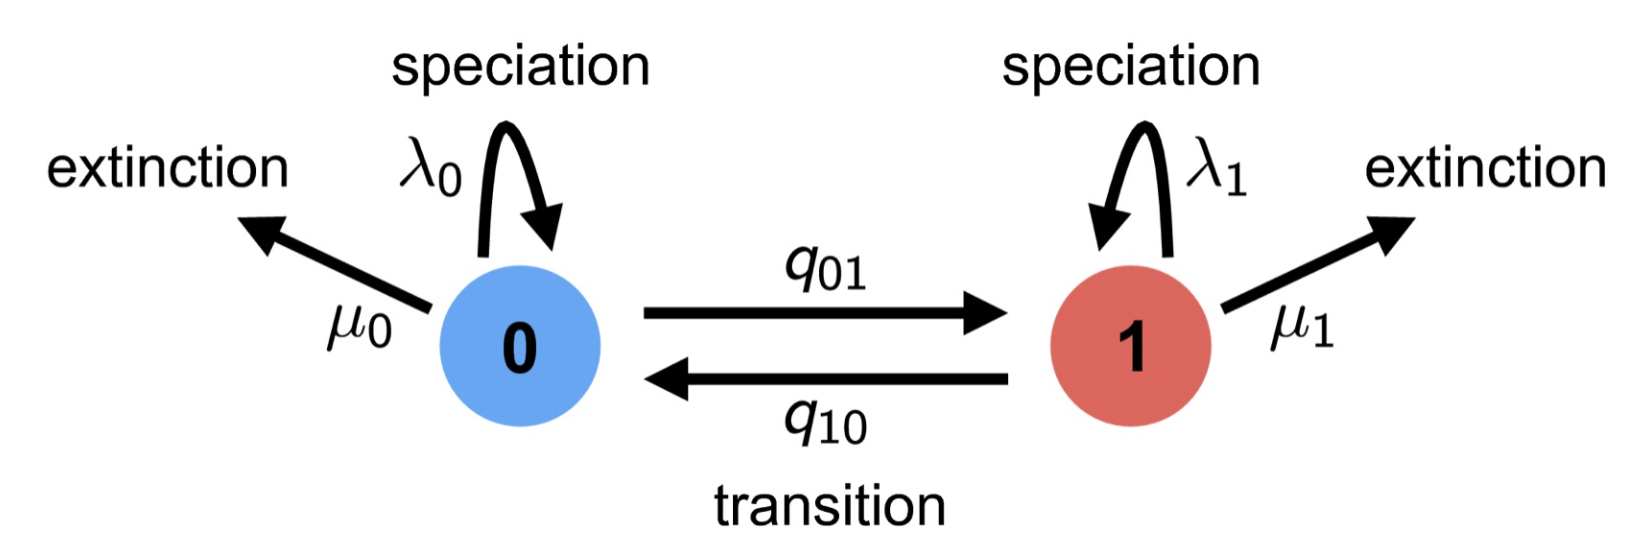 speciation
speciation
extinction
λ0
λ1
extinction
q01
μ0
0
1
μ1
q10
transition